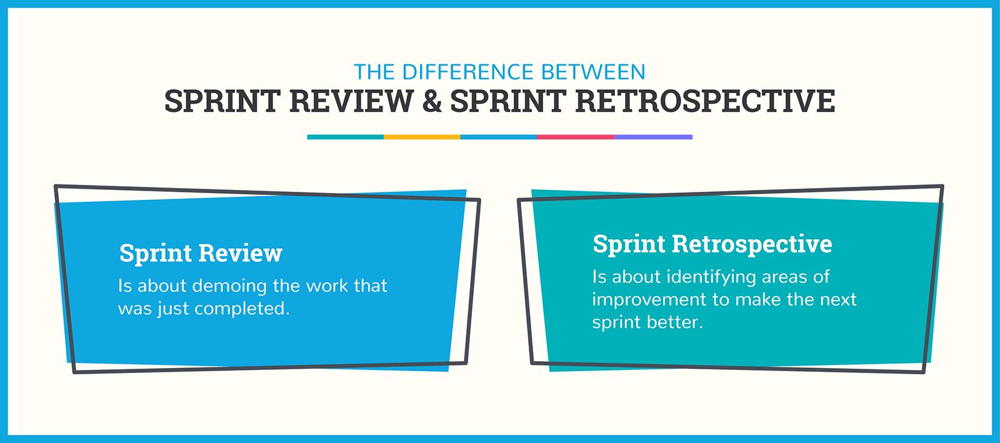 THE DIFFERENCE BETWEEN
SPRINT REVIEW & SPRINT RETROSPECTIVE
Sprint Review
Is about demoing the work that
was just completed.
Sprint Retrospective
Is about identifying areas of
improvement to make the next
sprint better.